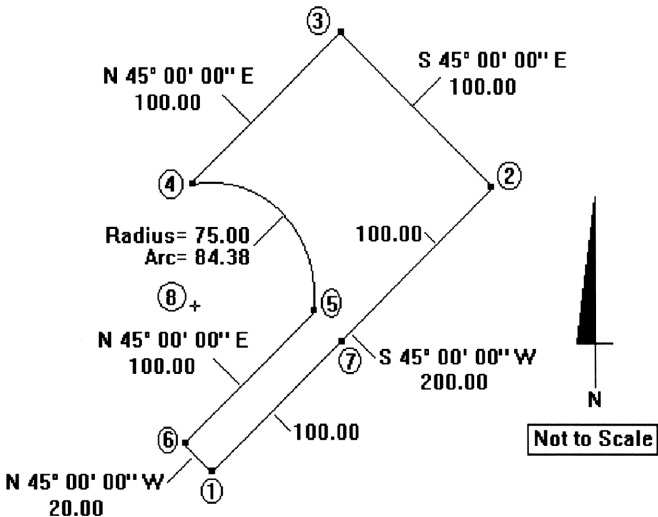 3
S 45° 00' 00" E
100.00
N 45° 00' 00" E
100.00
4
2
Radius= 75.00
Arc= 84.38
100.00
8
5
N 45° 00' 00" E
100.00
7
S 45° 00' 00" W
200.00
N
6
100.00
Not to Scale
N 45° 00' 00" W
20.00
1